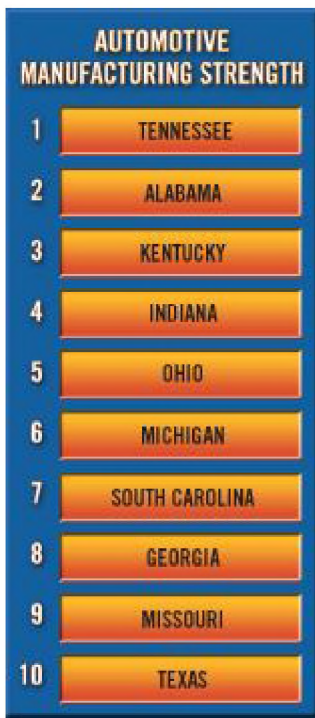 AUTOMOTIVE
MANUFACTURING STRENGTH
1 TENNESSEE
2 ALABAMA
3 KENTUCKY
4 INDIANA
5 OHIO
6 MICHIGAN
7 SOUTH CAROLINA
8 GEORGIA
9 MISSOURI
10 TEXAS